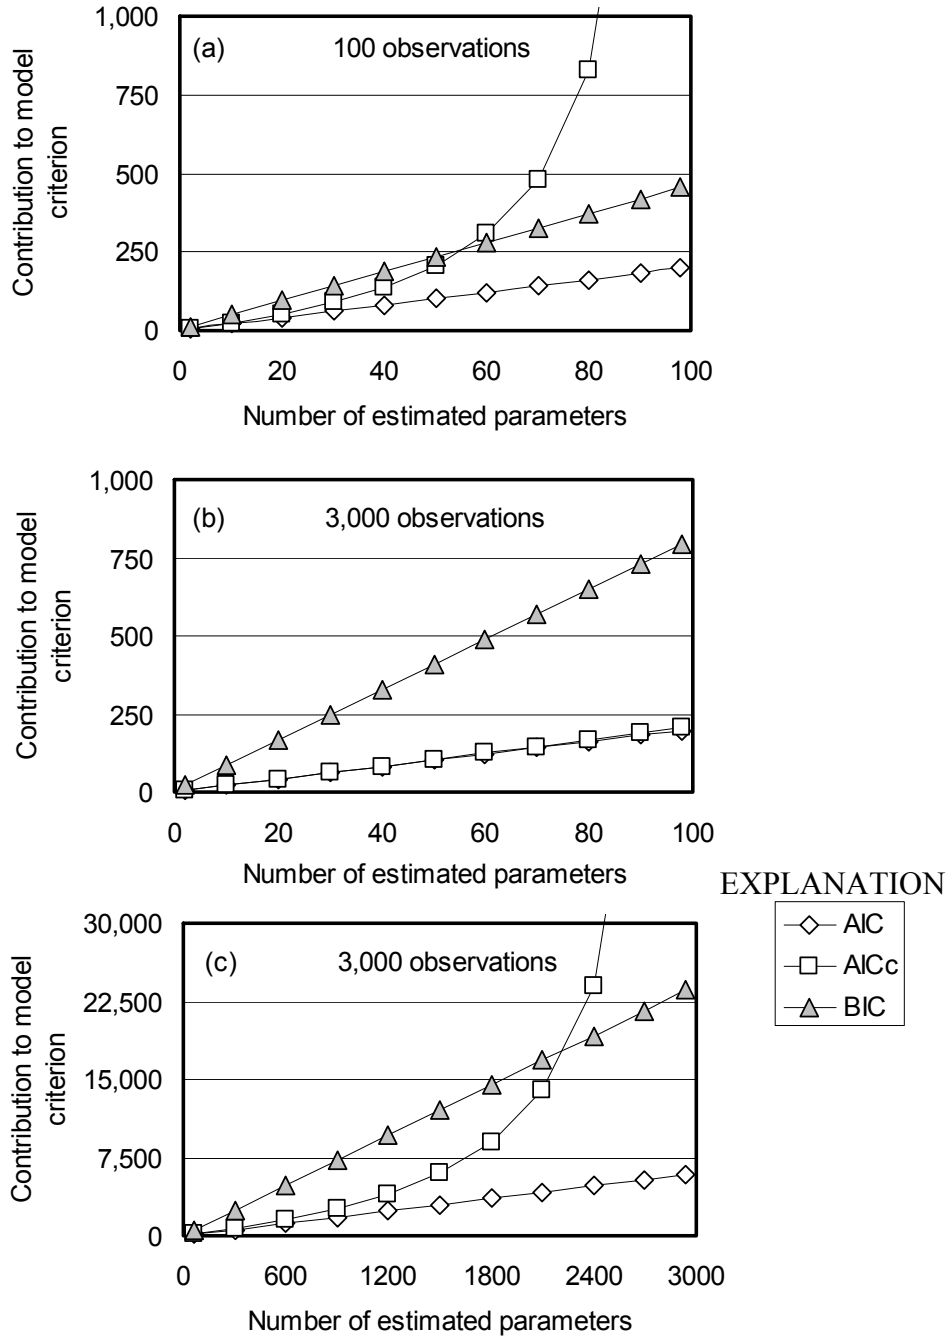 1,000
(a) 100 observations
750
500
250
0
0 20 40 60 80 100
Contribution to model
criterion
Number of estimated parameters
1,000
(b) 3,000 observations
750
500
250
0
0 20 40 60 80 100
Contribution to model
criterion
Number of estimated parameters
EXPLANATION
AIC
AICc
BIC
30,000
(c) 3,000 observations
22,500
15,000
7,500
0
0 600 1200 1800 2400 3000
Contribution to model
criterion
Number of estimated parameters